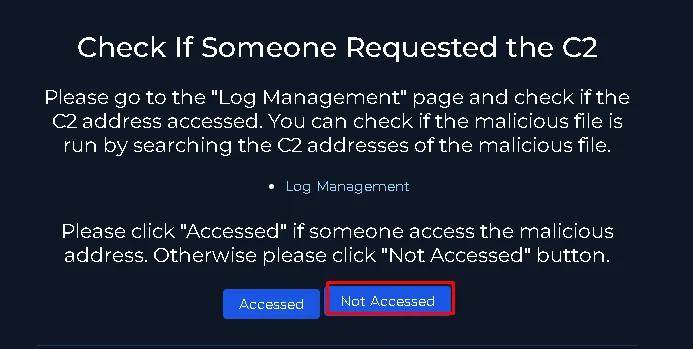 Check If Someone Requested the C2
Please go to the "Log Management" page and check if the
C2 address accessed. You can check if the malicious file is
run by searching the C2 addresses of the malicious file.
Log Management
Please click "Accessed" if someone access the malicious
address. Otherwise please click "Not Accessed" button.
Accessed
Not Accessed